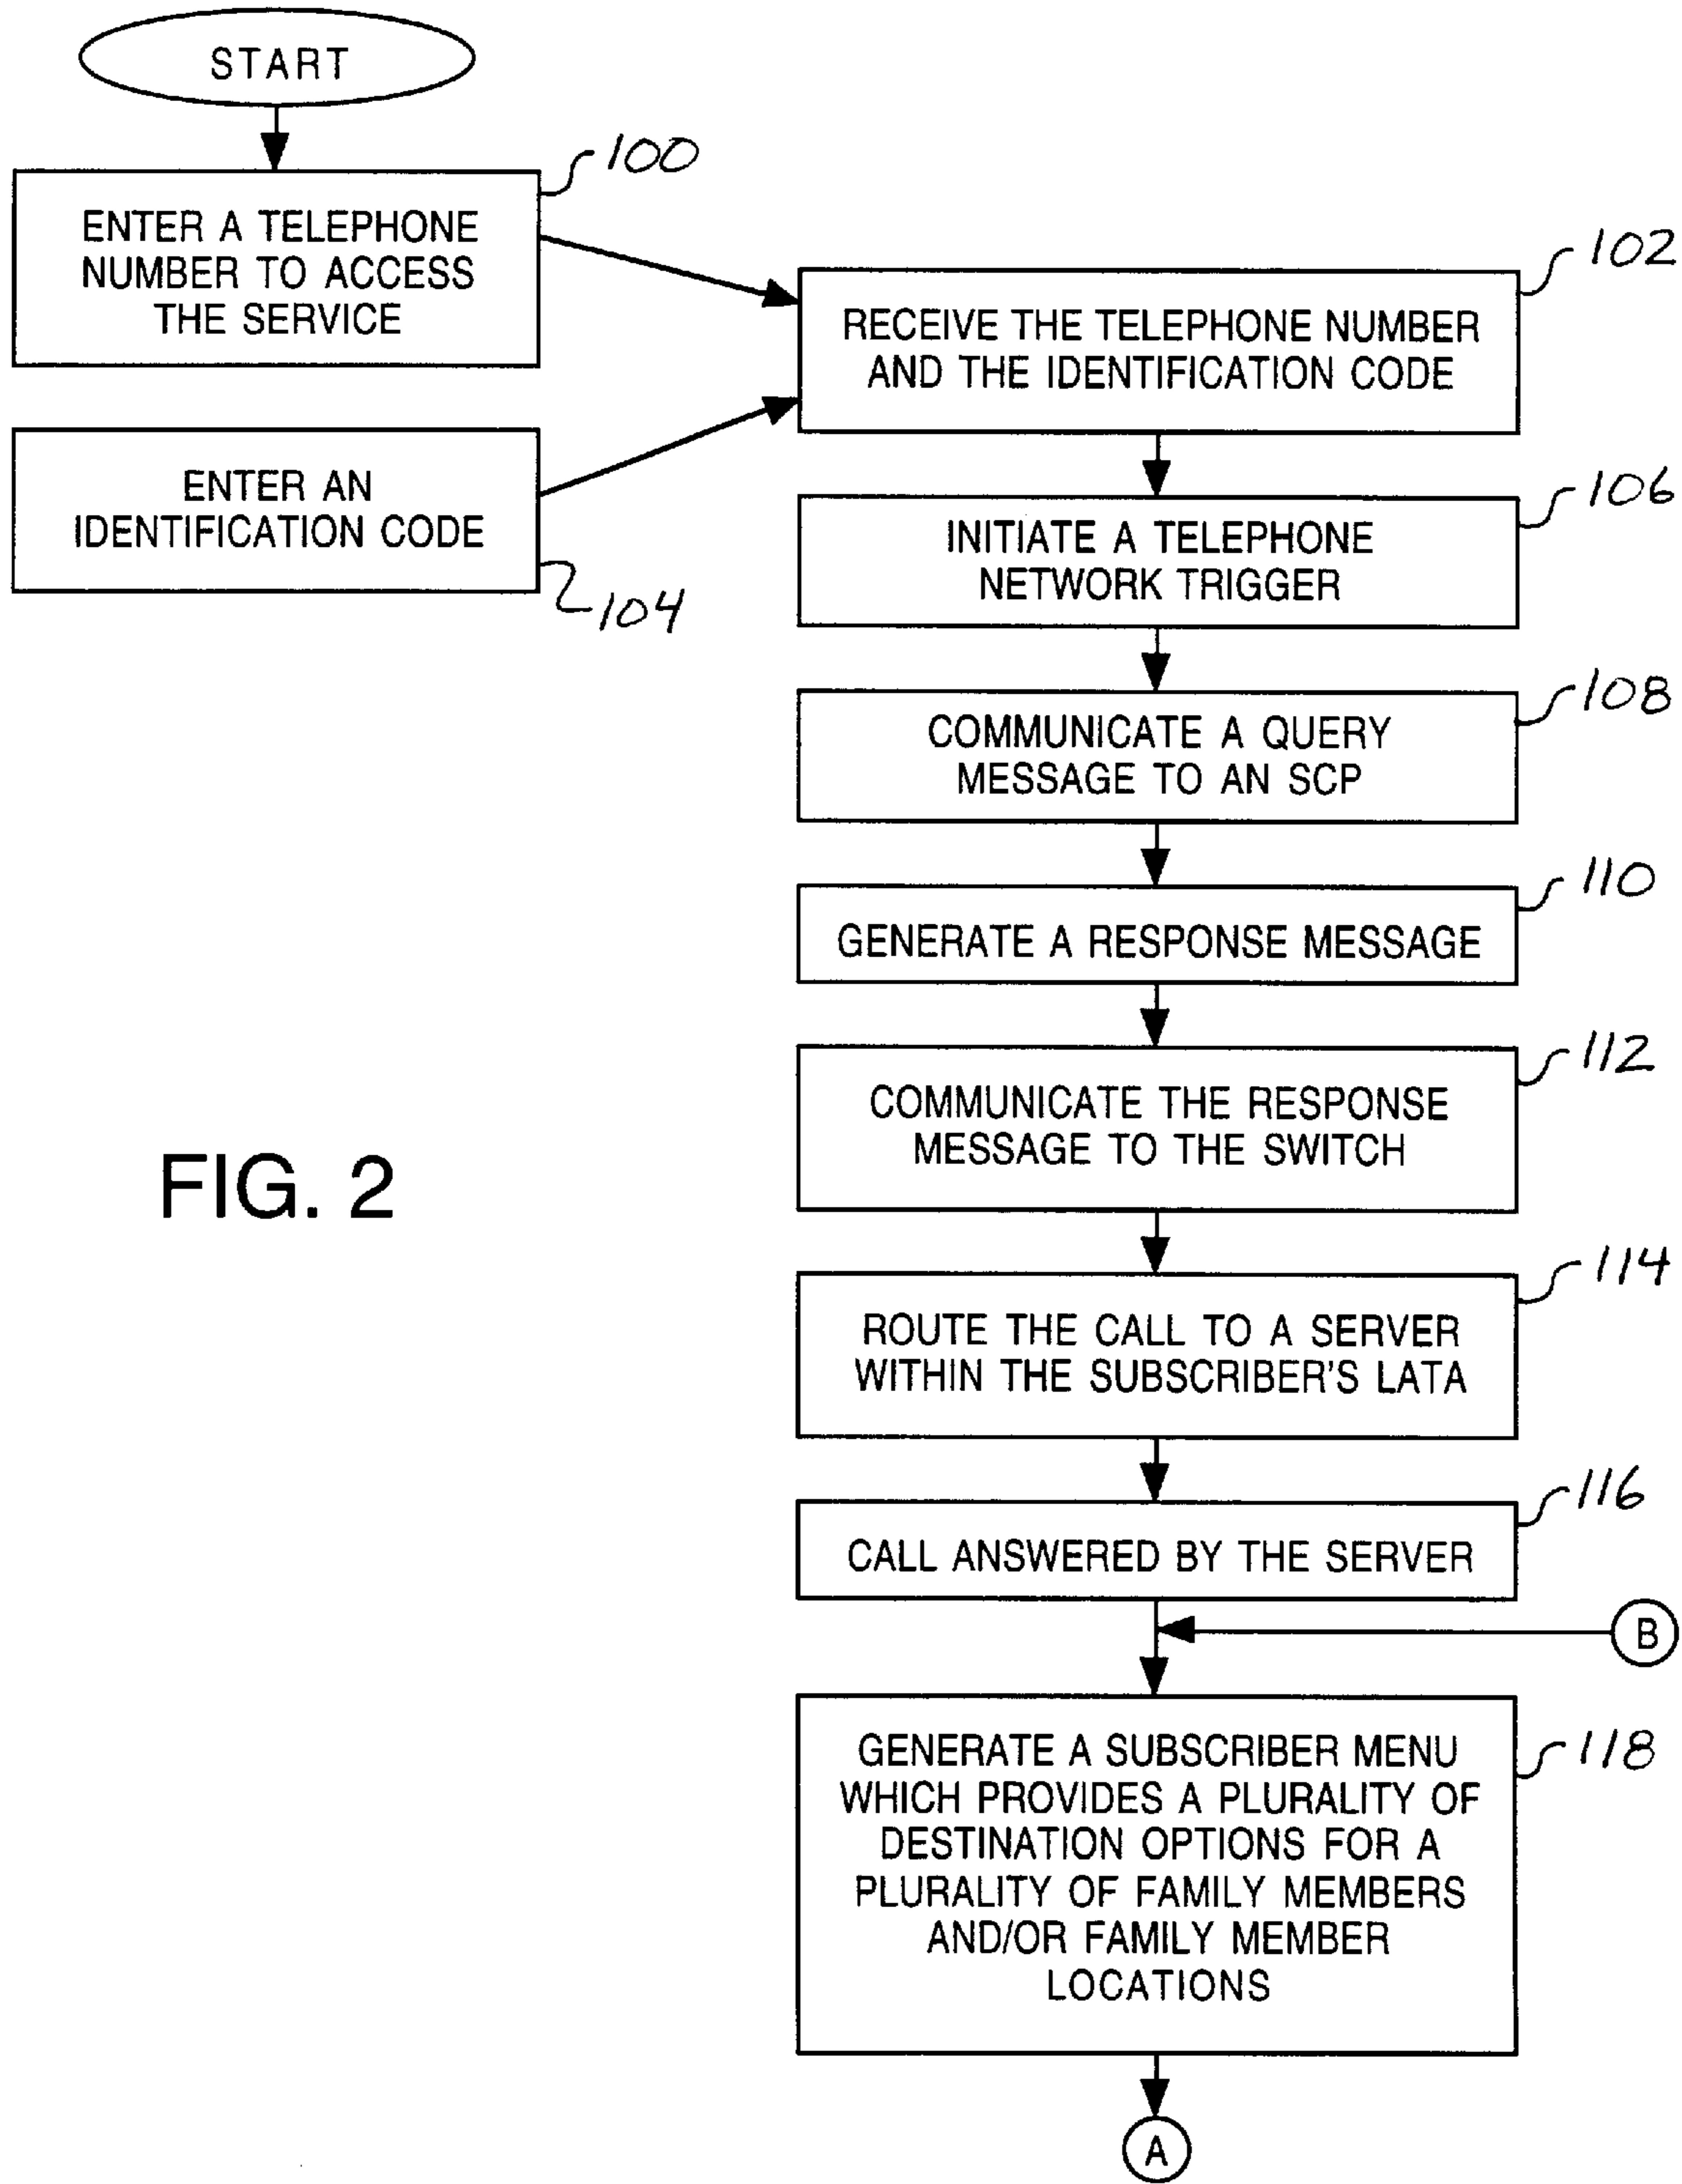 START
100
ENTER A TELEPHONE
NUMBER TO ACCESS
THE SERVICE
102
RECEIVE THE TELEPHONE NUMBER
AND THE IDENTIFICATION CODE
ENTER AN
IDENTIFICATION CODE
104
106
INITIATE A TELEPHONE
NETWORK TRIGGER
108
COMMUNICATE A QUERY
MESSAGE TO AN SCP
110
GENERATE A RESPONSE MESSAGE
112
COMMUNICATE THE RESPONSE
MESSAGE TO THE SWITCH
FIG. 2
114
ROUTE THE CALL TO A SERVER
WITHIN THE SUBSCRIBER'S LATA
116
CALL ANSWERED BY THE SERVER
B
118
GENERATE A SUBSCRIBER MENU
WHICH PROVIDES A PLURALITY OF
DESTINATION OPTIONS FOR A
PLURALITY OF FAMILY MEMBERS
AND/OR FAMILY MEMBER
LOCATIONS
A